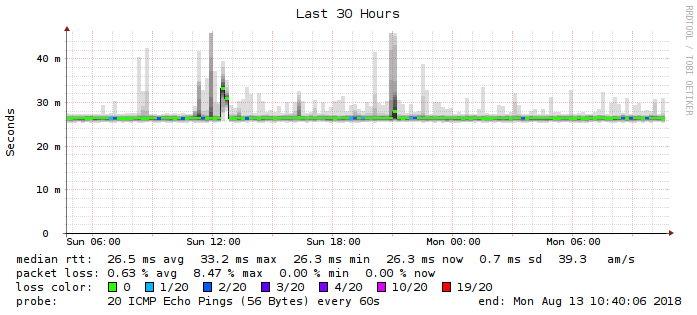 Last 30 Hours
RRDTOOL / TOBI OETIKER
Seconds
40 m
30 m
20 m
10 m
0
Sun 06:00 Sun 12:00 Sun 18:00 Mon 00:00 Mon 06:00
median rtt: 26.5 ms avg 33.2 ms max 26.3 ms min 26.3 ms now 0.7 ms sd 39.3 am/s
packet loss: 0.63 % avg 8.47 % max 0.00 % min 0.00 % now
loss color: 0 1/20 2/20 3/20 4/20 10/20 19/20
probe: 20 ICMP Echo Pings (56 Bytes) every 60s end: Mon Aug 13 10:40:06 2018